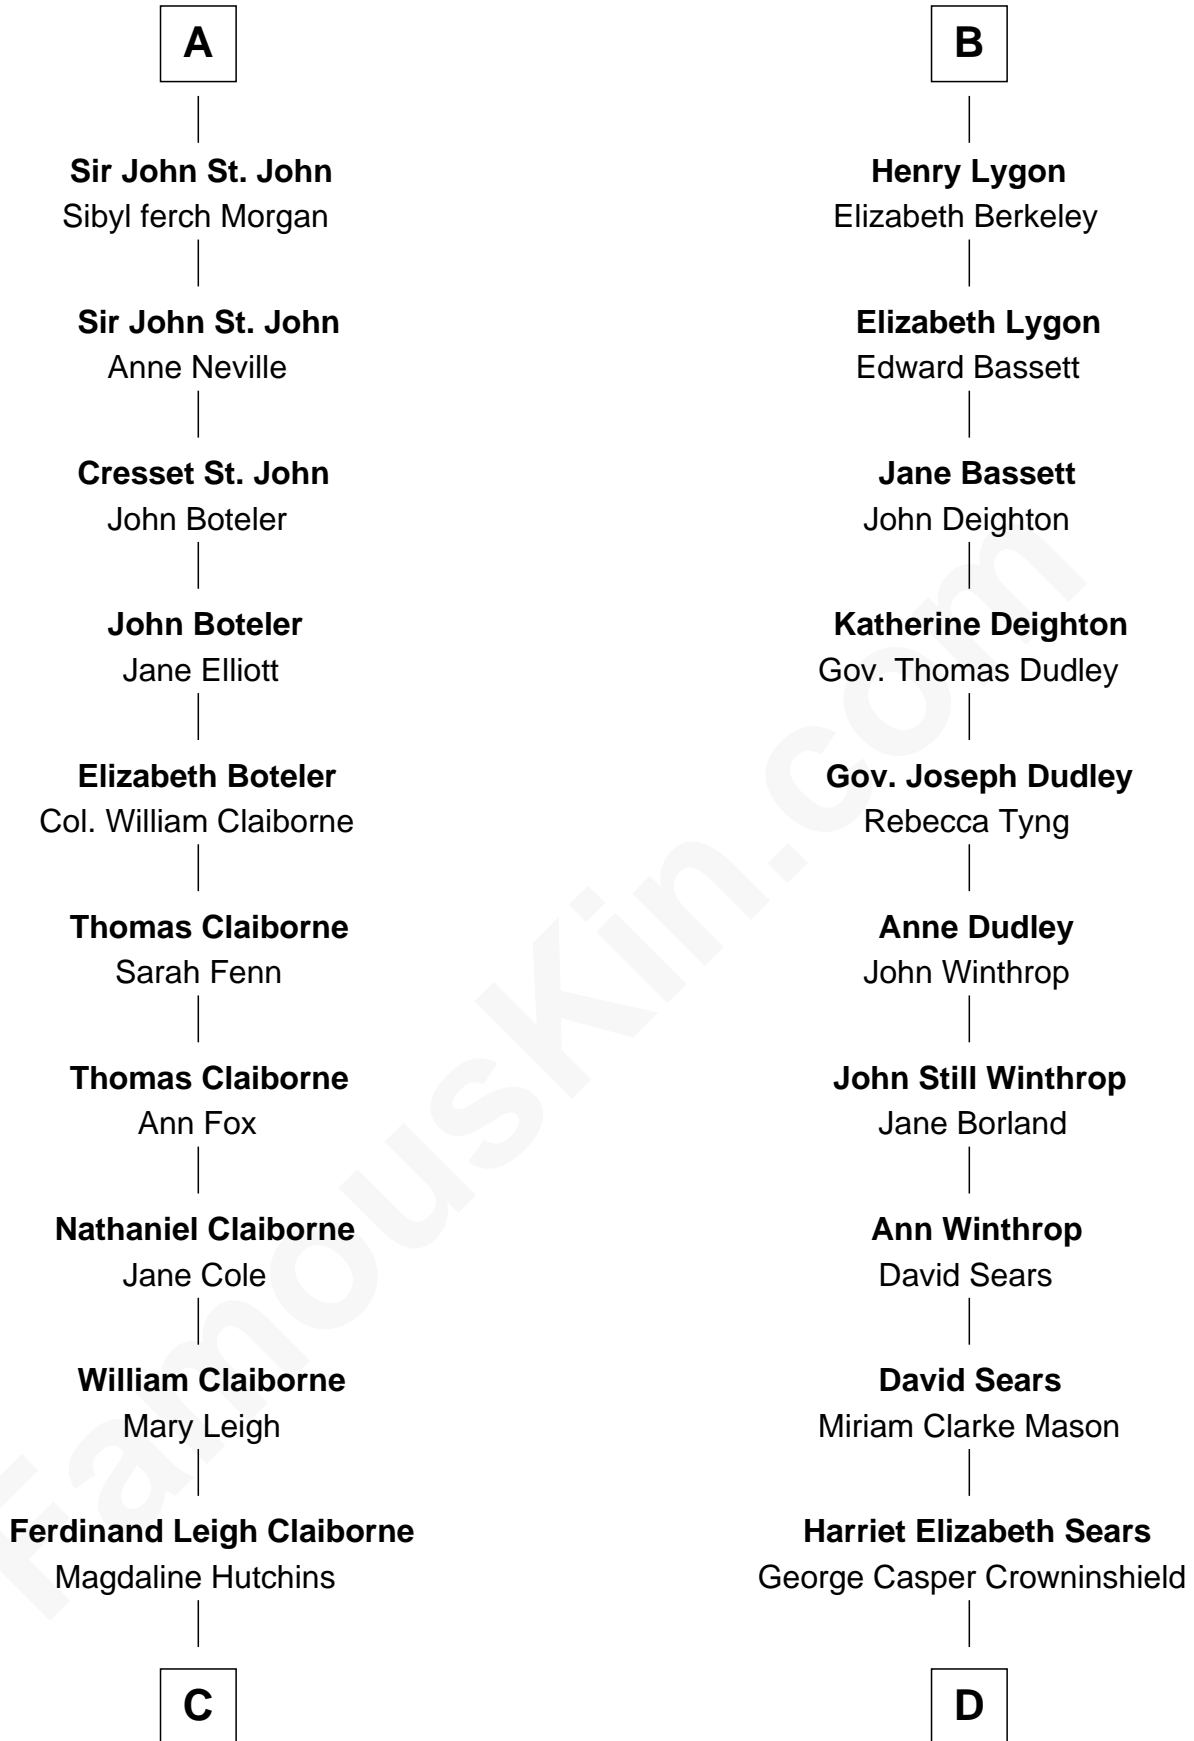 A
Sir John St. John
Sibyl ferch Morgan
Sir John St. John
Anne Neville
Cresset St. John
John Boteler
John Boteler
Jane Elliott
Elizabeth Boteler
Col. William Claiborne
Thomas Claiborne
Sarah Fenn
Thomas Claiborne
Ann Fox
Nathaniel Claiborne
Jane Cole
William Claiborne
Mary Leigh
Ferdinand Leigh Claiborne
Magdaline Hutchins
C
B
Henry Lygon
Elizabeth Berkeley
Elizabeth Lygon
Edward Bassett
Jane Bassett
John Deighton
Katherine Deighton
Gov. Thomas Dudley
Gov. Joseph Dudley
Rebecca Tyng
Anne Dudley
John Winthrop
John Still Winthrop
Jane Borland
Ann Winthrop
David Sears
David Sears
Miriam Clarke Mason
Harriet Elizabeth Sears
George Casper Crowninshield
D
FamousKin.com